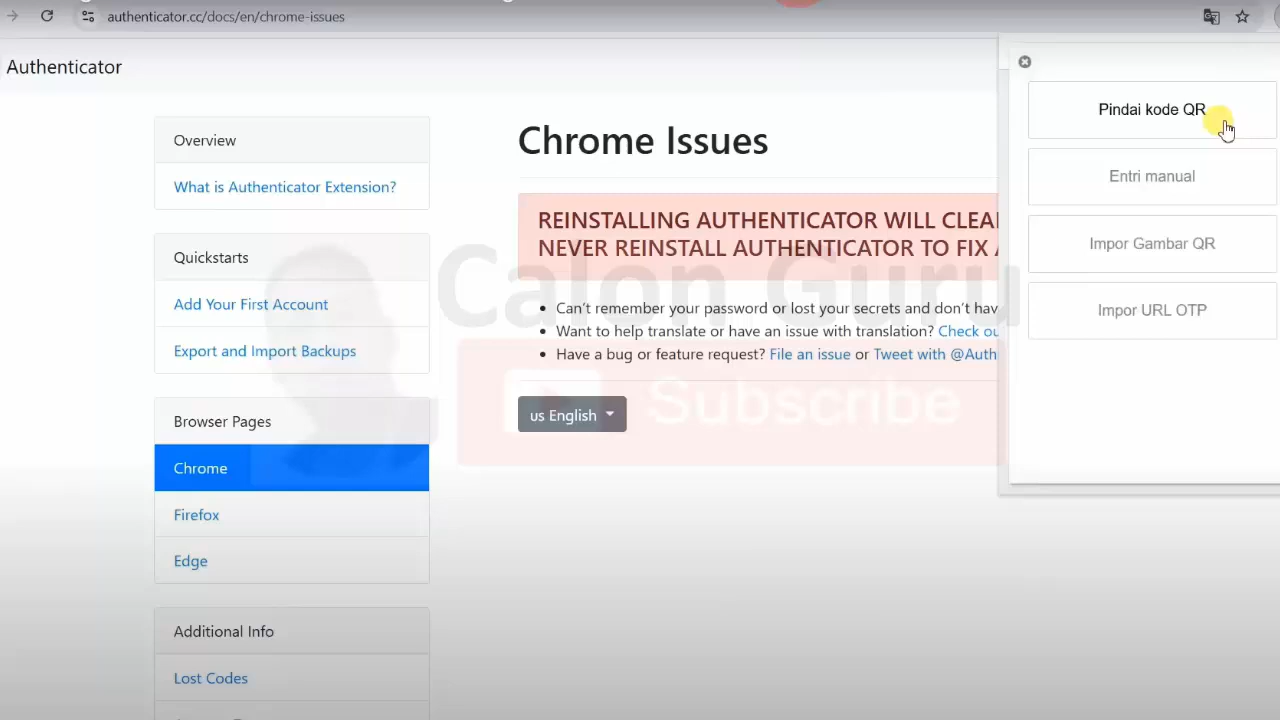 authenticator.cc/docs/en/chrome-issues
Authenticator
Overview
What is Authenticator Extension?
Quickstarts
Add Your First Account
Export and Import Backups
Browser Pages
Chrome
Firefox
Edge
Additional Info
Lost Codes
Chrome Issues
REINSTALLING AUTHENTICATOR WILL CLEA
NEVER REINSTALL AUTHENTICATOR TO FIX
Can't remember your password or lost your secrets and don't hav
Want to help translate or have an issue with translation? Check ou
Have a bug or feature request? File an issue or Tweet with @Auth
us English
Calon Guru
Subscribe
Pindai kode QR
Entri manual
Impor Gambar QR
Impor URL OTP